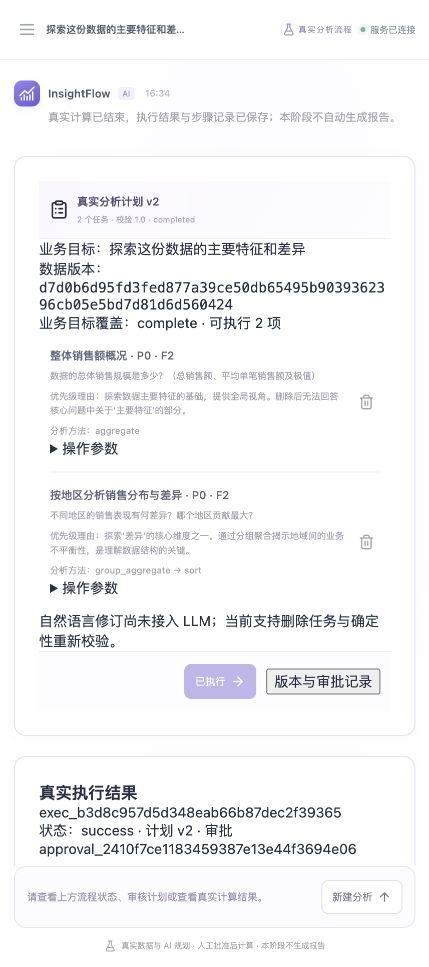 探索这份数据的主要特征和差...
真实分析流程
服务已连接
InsightFlow AI 16:34
真实计算已结束，执行结果与步骤记录已保存；本阶段不自动生成报告。
真实分析计划 v2
2 个任务 · 校验 1.0 · completed
业务目标：探索这份数据的主要特征和差异
数据版本：
d7d0b6d95fd3fed877a39ce50db65495b90393623
96cb05e5bd7d81d6d560424
业务目标覆盖：complete · 可执行 2 项
整体销售额概况 · P0 · F2
数据的总体销售规模是多少？（总销售额、平均单笔销售额及极值）
优先级理由：探索数据主要特征的基础，提供全局视角。删除后无法回答
核心问题中关于'主要特征'的部分。
分析方法：aggregate
▶ 操作参数
按地区分析销售分布与差异 · P0 · F2
不同地区的销售表现有何差异？哪个地区贡献最大？
优先级理由：探索'差异'的核心维度之一。通过分组聚合揭示地域间的业务
不平衡性，是理解数据结构的关键。
分析方法：group_aggregate → sort
▶ 操作参数
自然语言修订尚未接入 LLM；当前支持删除任务与确定
性重新校验。
已执行 →
版本与审批记录
真实执行结果
exec_b3d8c957d5d348eab66b87dec2f39365
状态：success · 计划 v2 · 审批
approval_2410f7ce1183459387e13e44f3694e06
请查看上方流程状态、审核计划或查看真实计算结果。
新建分析 ↑
真实数据与 AI 规划 · 人工批准后计算 · 本阶段不生成报告